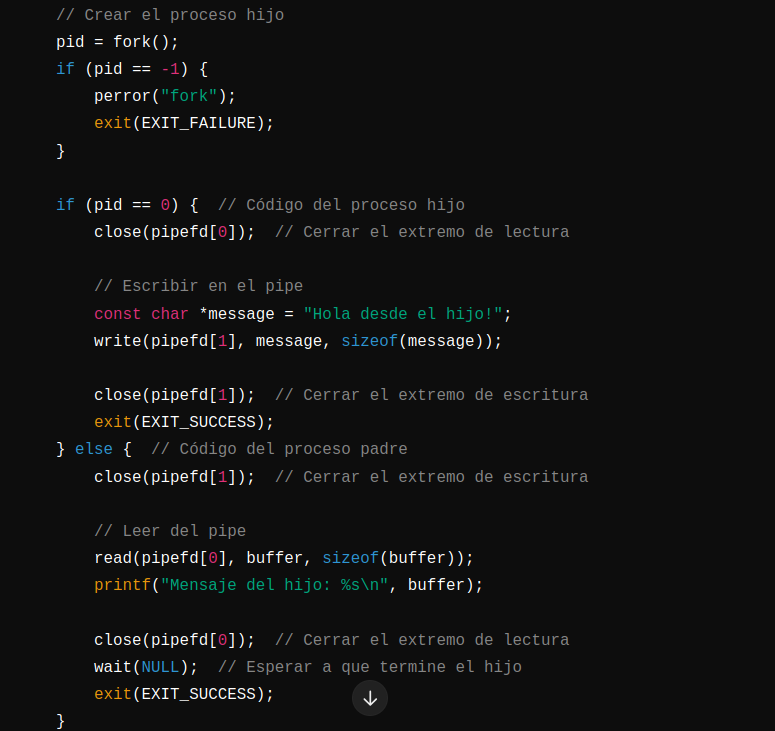 // Crear el proceso hijo
pid = fork();
if (pid == -1) {
    perror("fork");
    exit(EXIT_FAILURE);
}

if (pid == 0) {  // Código del proceso hijo
    close(pipefd[0]);  // Cerrar el extremo de lectura

    // Escribir en el pipe
    const char *message = "Hola desde el hijo!";
    write(pipefd[1], message, sizeof(message));

    close(pipefd[1]);  // Cerrar el extremo de escritura
    exit(EXIT_SUCCESS);
} else {  // Código del proceso padre
    close(pipefd[1]);  // Cerrar el extremo de escritura

    // Leer del pipe
    read(pipefd[0], buffer, sizeof(buffer));
    printf("Mensaje del hijo: %s\n", buffer);

    close(pipefd[0]);  // Cerrar el extremo de lectura
    wait(NULL);  // Esperar a que termine el hijo
    exit(EXIT_SUCCESS);
}